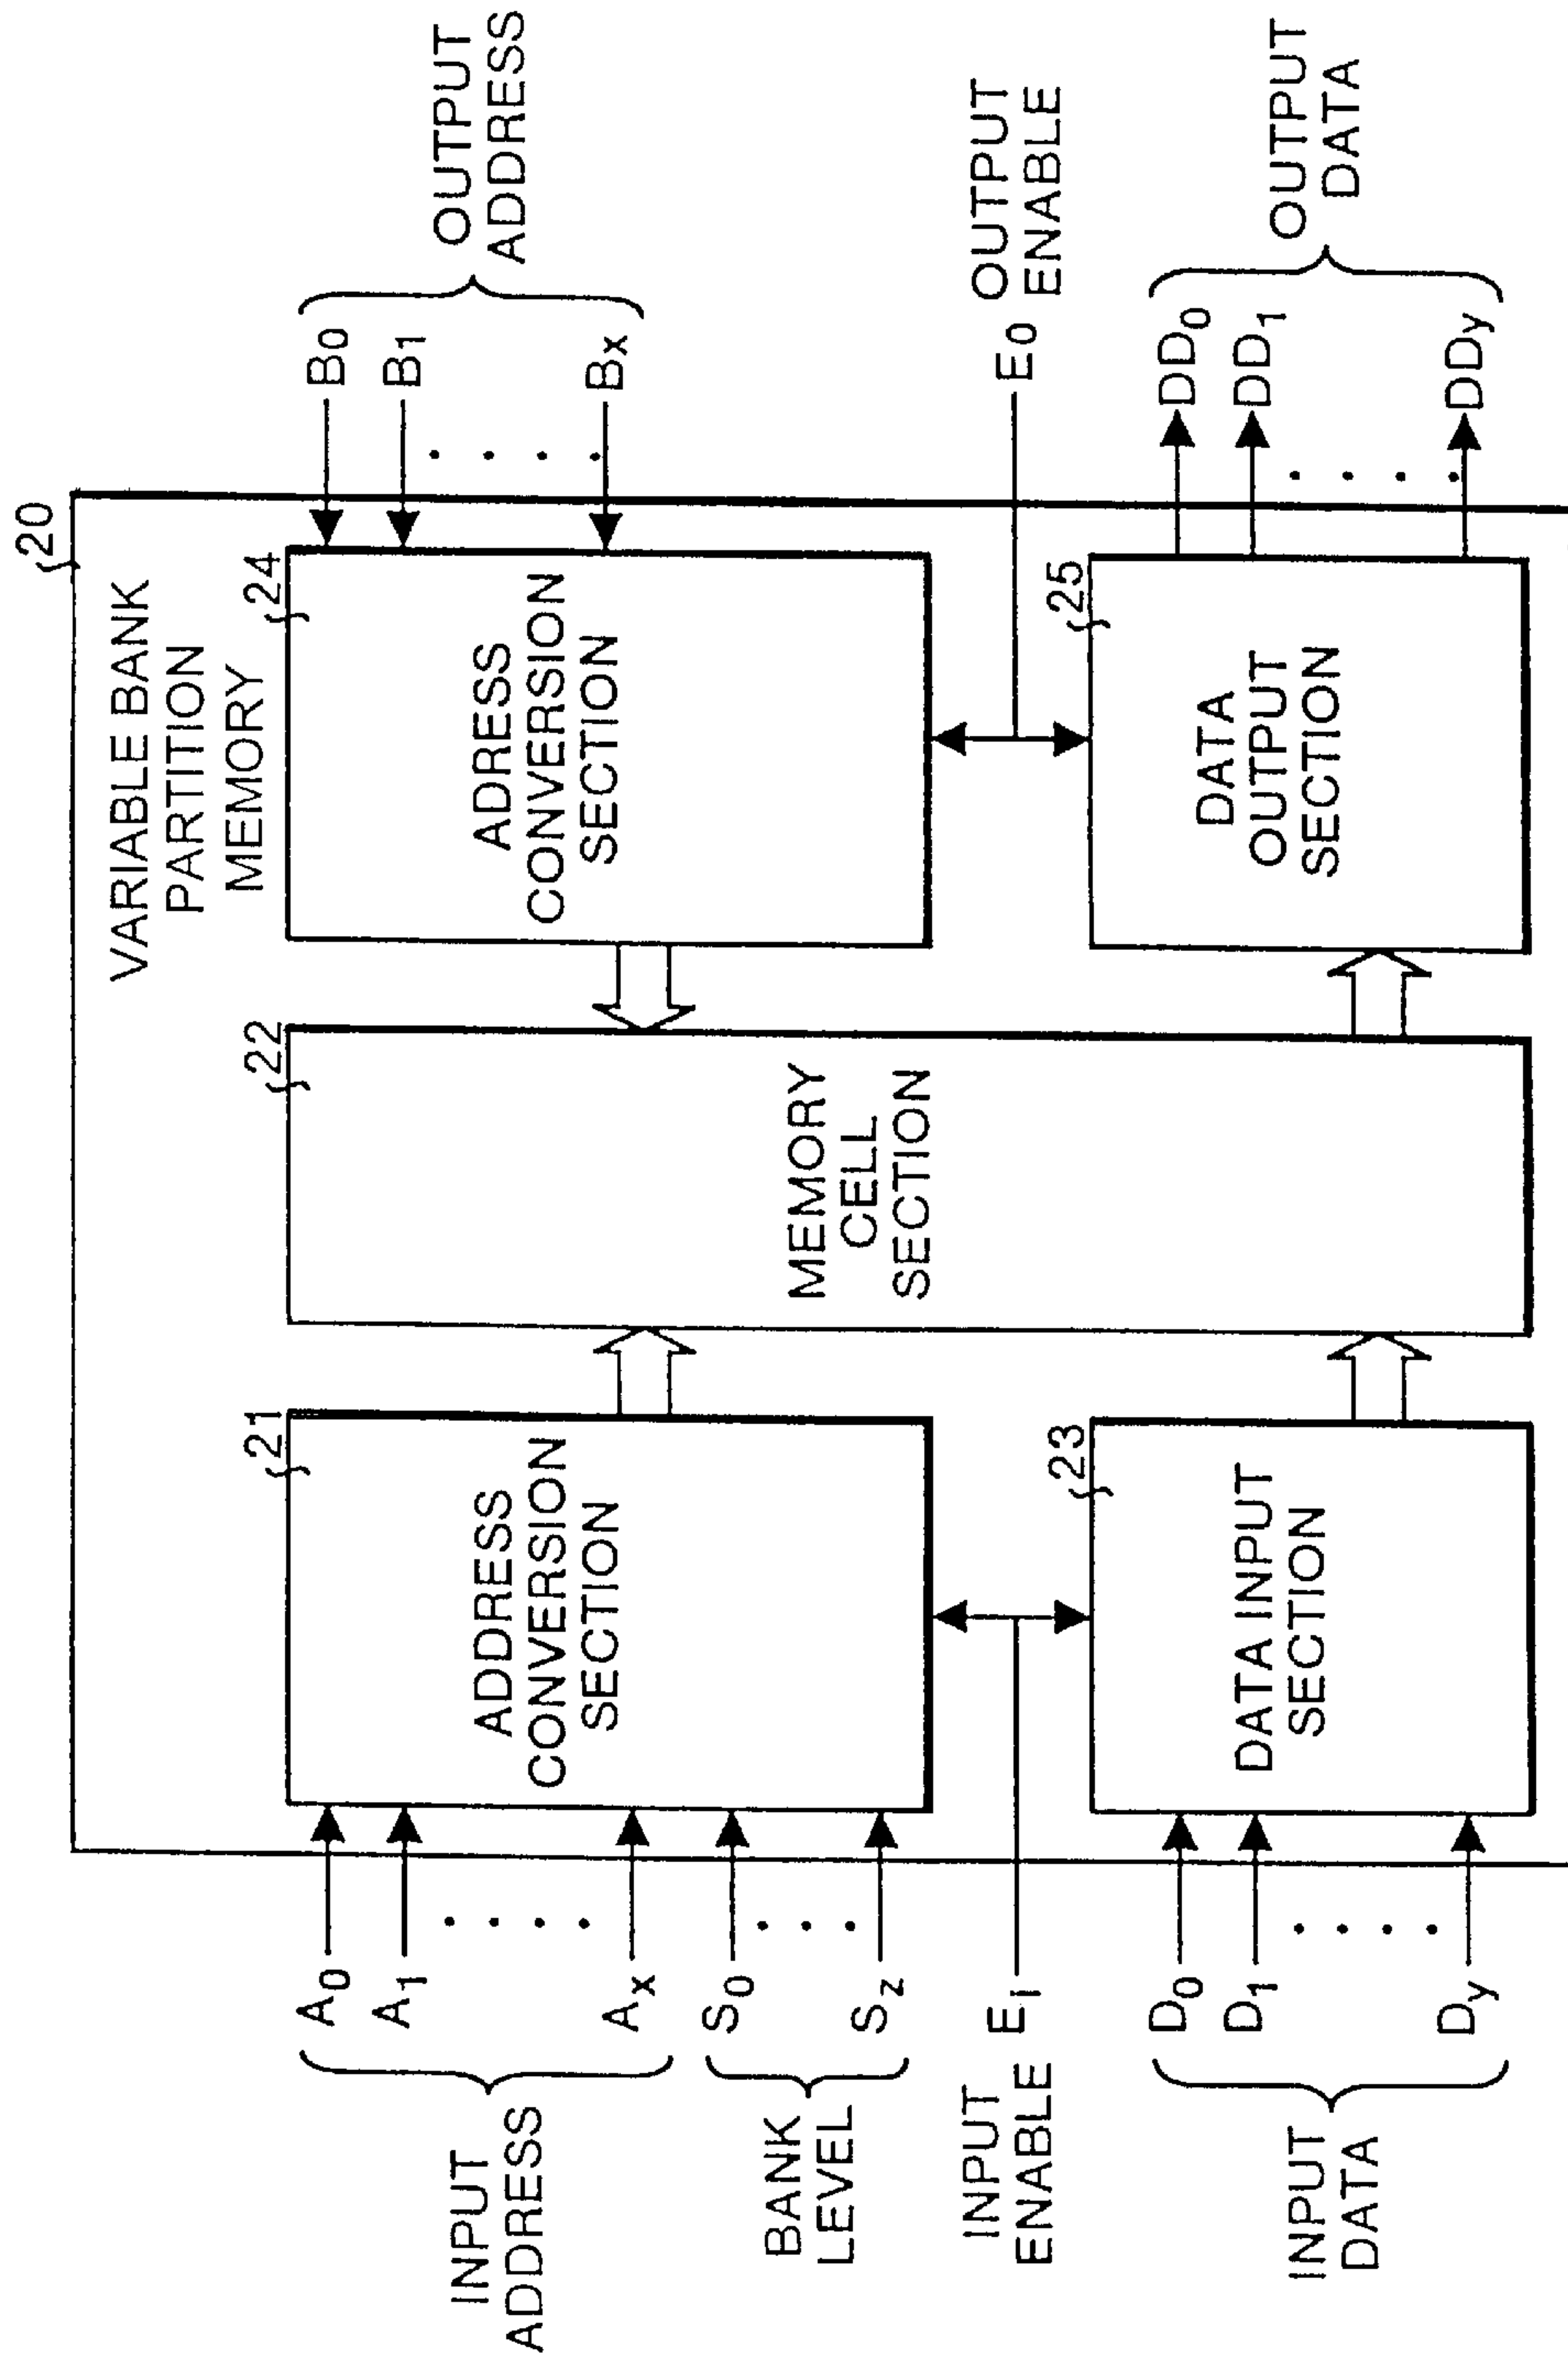 20
VARIABLE BANK
PARTITION
MEMORY
21
ADDRESS
CONVERSION
SECTION
22
MEMORY
CELL
SECTION
24
ADRESS
CONVERSION
SECTION
23
DATA INPUT
SECTION
25
DATA
OUTPUT
SECTION
INPUT
ADDRESS
A0
A1
Ax
BANK
LEVEL
S0
Sz
INPUT
ENABLE Ei
INPUT
DATA
D0
D1
Dy
B0
B1
Bx
OUTPUT
ADDRESS
E0 OUTPUT
ENABLE
DD0
DD1
DDy
OUTPUT
DATA